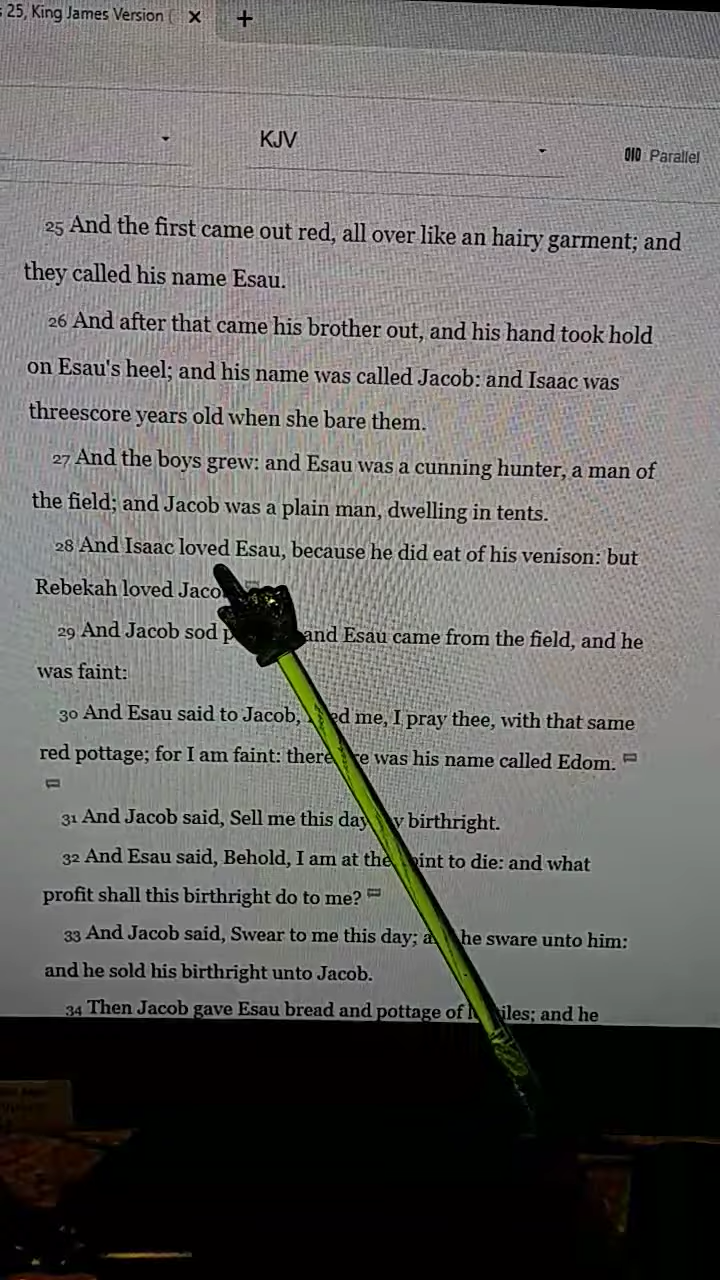 25, King James Version (
KJV
Parallel
25 And the first came out red, all over like an hairy garment; and
they called his name Esau.
26 And after that came his brother out, and his hand took hold
on Esau's heel; and his name was called Jacob: and Isaac was
threescore years old when she bare them.
27 And the boys grew: and Esau was a cunning hunter, a man of
the field; and Jacob was a plain man, dwelling in tents.
28 And Isaac loved Esau, because he did eat of his venison: but
Rebekah loved Jaco
29 And Jacob sod p and Esau came from the field, and he
was faint:
30 And Esau said to Jacob, ed me, I pray thee, with that same
red pottage; for I am faint: there re was his name called Edom.
31 And Jacob said, Sell me this day y birthright.
32 And Esau said, Behold, I am at the int to die: and what
profit shall this birthright do to me?
33 And Jacob said, Swear to me this day; a he sware unto him:
and he sold his birthright unto Jacob.
34 Then Jacob gave Esau bread and pottage of l iles; and he